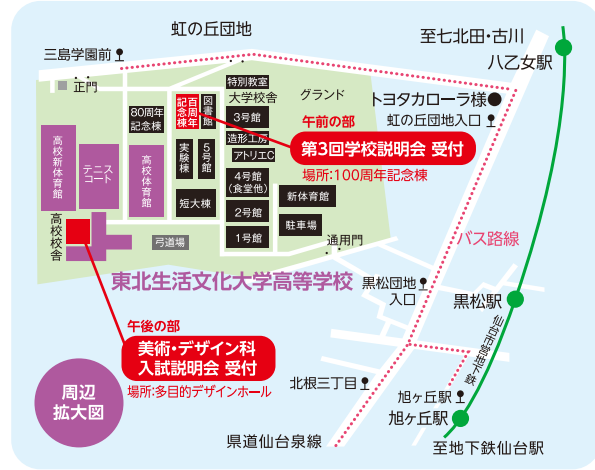 虹の丘団地
至七北田・古川
八乙女駅
三島学園前
正門
特別教室
大学校舎
グランド
トヨタカローラ様
虹の丘団地入口
80周年
記念棟
百周年
記念棟
図書館
3号館
造形工房
アトリエC
午前の部
第3回学校説明会 受付
場所:100周年記念棟
高校新体育館
テニス
コート
高校体育館
実験棟
5号館
4号館
(食堂他)
新体育館
短大棟
2号館
駐車場
1号館
高校校舎
弓道場
通用門
バス路線
東北生活文化大学高等学校
黒松団地
入口
黒松駅
仙台市営地下鉄
午後の部
美術・デザイン科
入試説明会 受付
場所:多目的デザインホール
周辺
拡大図
北根三丁目
旭ヶ丘駅
旭ヶ丘駅
県道仙台泉線
至地下鉄仙台駅